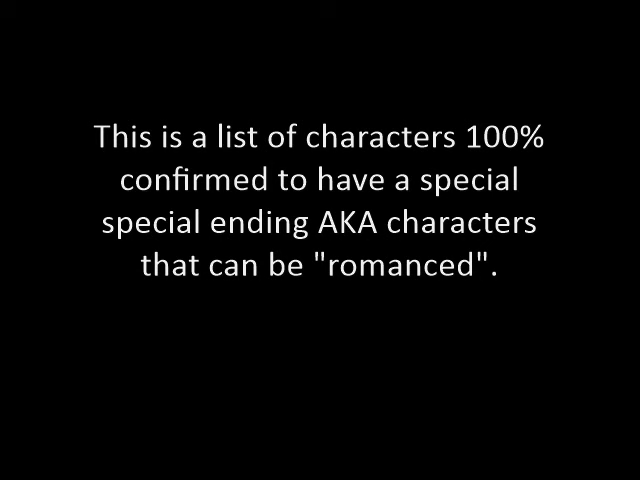 This is a list of characters 100%
confirmed to have a special
special ending AKA characters
that can be "romanced".